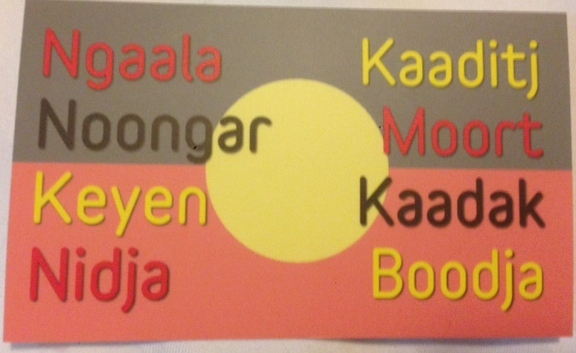 Ngaala Kaaditj
Noongar Moort
Keyen Kaadak
Nidja Boodja